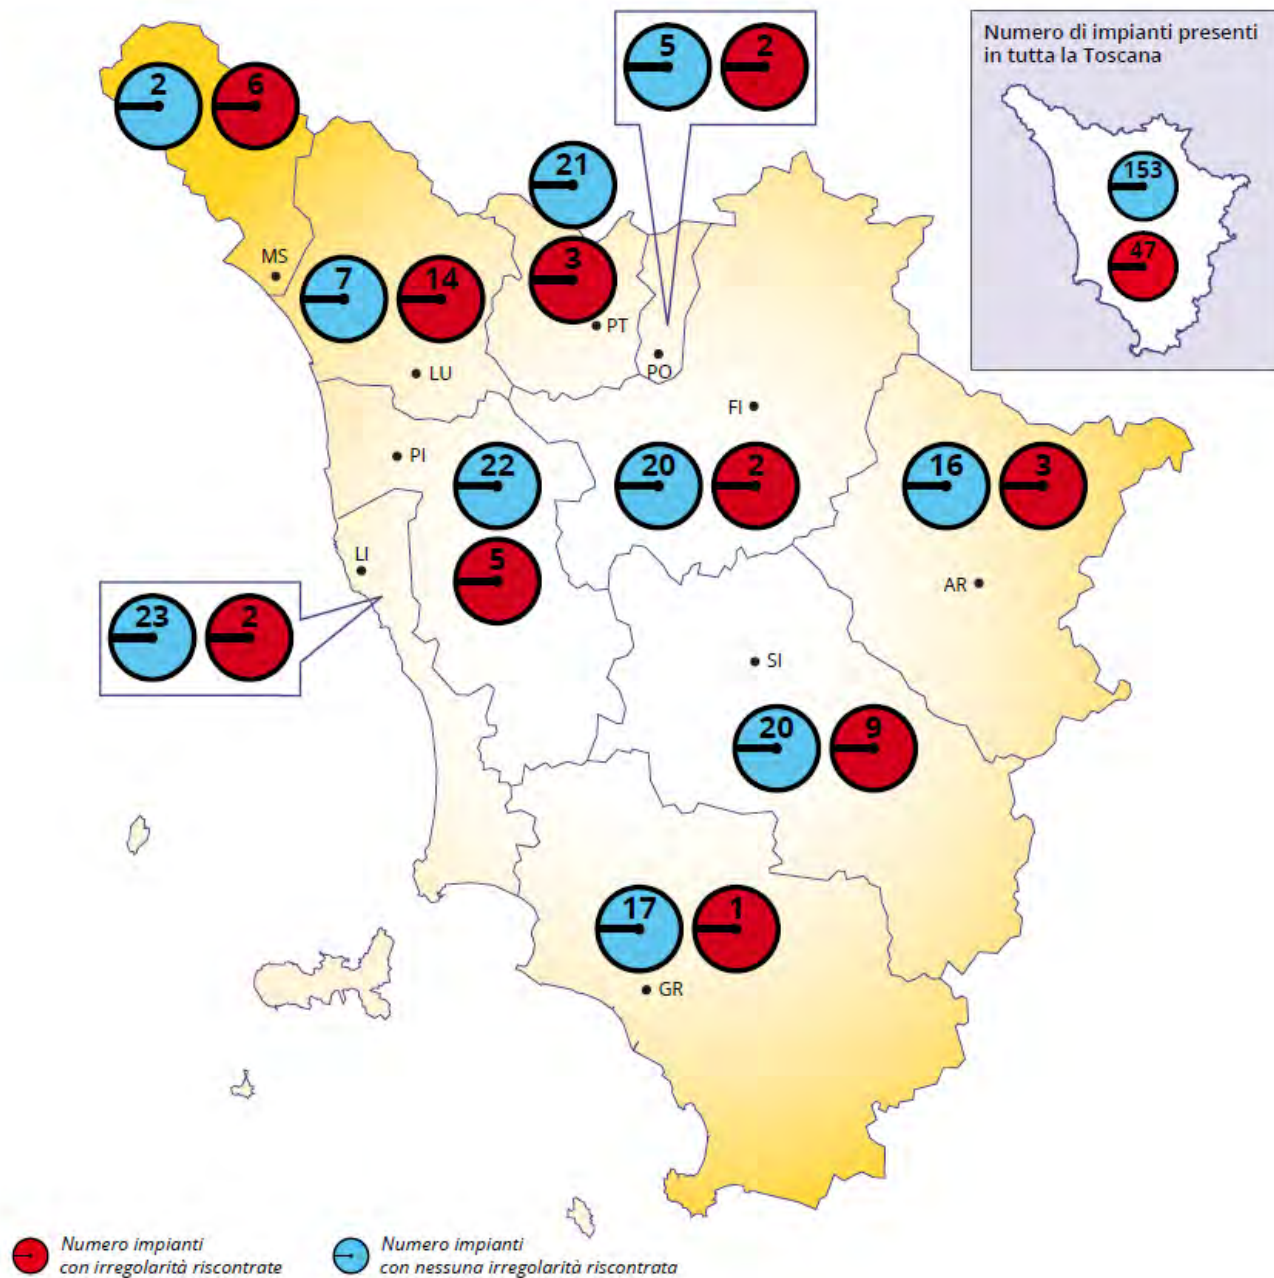 5 2
Numero di impianti presenti
in tutta la Toscana
2 6
21
153
3
47
MS
7 14
PT
PO
LU
FI
PI
22
20 2
16 3
LI
5
AR
23 2
SI
20 9
17 1
GR
Numero impianti
con irregolarità riscontrate
Numero impianti
con nessuna irregolarità riscontrata